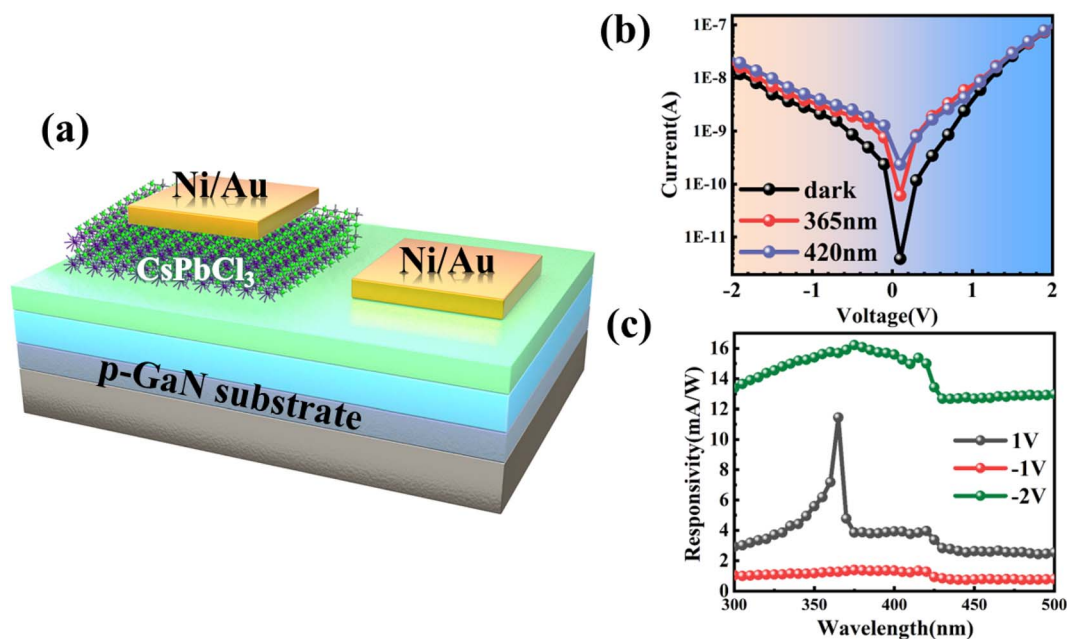 (a)
Ni/Au
CsPbCl3
Ni/Au
p-GaN substrate
(b)
Current(A)
1E-7
1E-8
1E-9
1E-10
1E-11
dark
365nm
420nm
-2
-1
0
1
2
Voltage(V)
(c)
Responsivity(mA/W)
16
14
12
10
8
6
4
2
0
1V
-1V
-2V
300
350
400
450
500
Wavelength(nm)